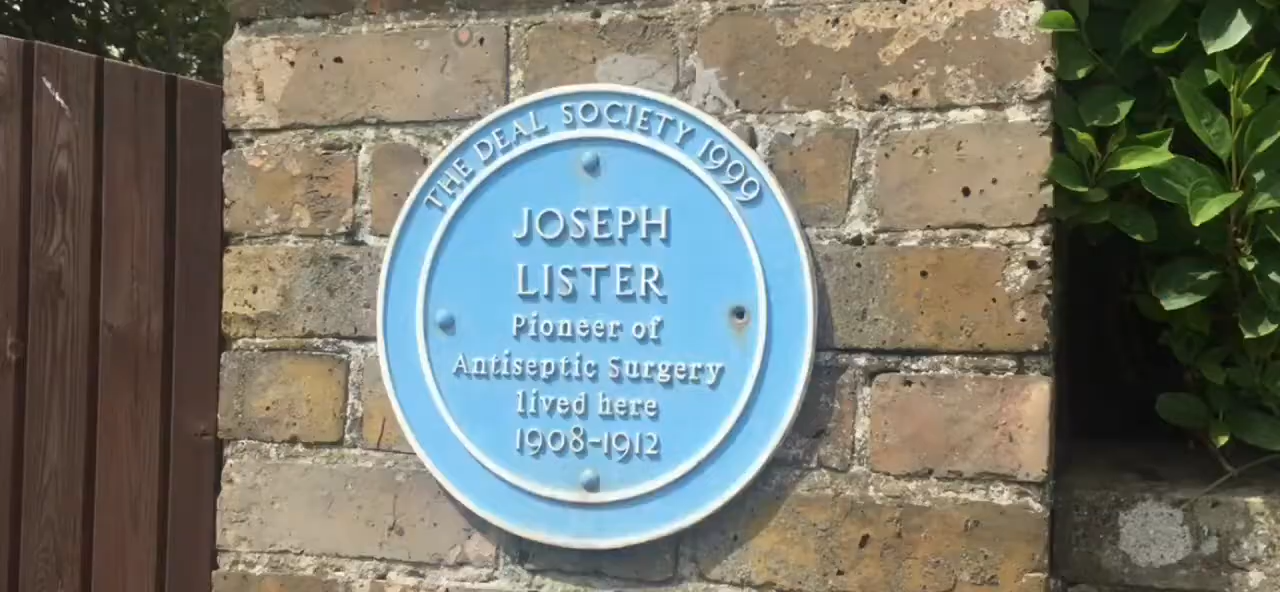 THE DEAL SOCIETY 1999
JOSEPH
LISTER
Pioneer of
Antiseptic Surgery
lived here
1908-1912